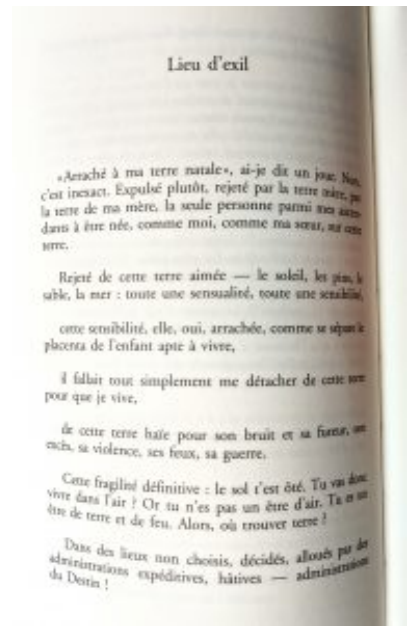 Lieu d'exil
«Arraché à ma terre natale», ai-je dit un jour. Non,
c'est inexact. Expulsé plutôt, rejeté par la terre mère, par
la terre de ma mère, la seule personne parmi mes ascen-
dants à être née, comme moi, comme ma sœur, sur cette
terre.
Rejeté de cette terre aimée — le soleil, les pins, le
sable, la mer : toute une sensualité, toute une sensibilité,
cette sensibilité, elle, oui, arrachée, comme se sépare le
placenta de l'enfant apte à vivre,
il fallait tout simplement me détacher de cette terre
pour que je vive,
de cette terre haïe pour son bruit et sa fureur, ses
excès, sa violence, ses feux, sa guerre.
Cette fragilité définitive : le sol t'est ôté. Tu vas donc
vivre dans l'air ? Or tu n'es pas un être d'air. Tu es un
être de terre et de feu. Alors, où trouver terre ?
Dans des lieux non choisis, décidés, alloués par des
administrations expéditives, hâtives — administrations
du Destin !